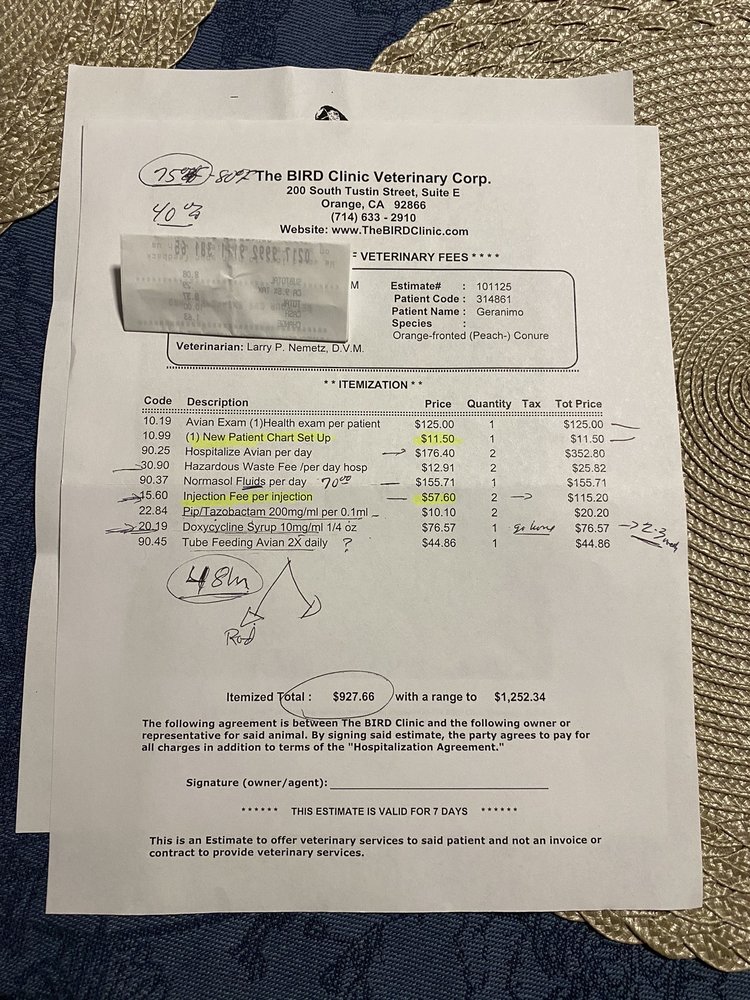 The BIRD Clinic Veterinary Corp.
200 South Tustin Street, Suite E
Orange, CA 92866
(714) 633 - 2910
Website: www.TheBIRDClinic.com
40
VETERINARY FEES * * * *
SUBTOTAL
8.08
TOTAL
CASH
CHANGE
M
Estimate# : 101125
Patient Code : 314861
Patient Name : Geranimo
Species :
Orange-fronted (Peach-) Conure
Veterinarian: Larry P. Nemetz, D.V.M.
* * ITEMIZATION * *
Code Description Price Quantity Tax Tot Price
10.19 Avian Exam (1)Health exam per patient $125.00 1 $125.00
10.99 (1) New Patient Chart Set Up $11.50 1 $11.50
90.25 Hospitalize Avian per day $176.40 2 $352.80
30.90 Hazardous Waste Fee /per day hosp $12.91 2 $25.82
90.37 Normasol Fluids per day $155.71 1 $155.71
15.60 Injection Fee per injection $57.60 2 $115.20
22.84 Pip/Tazobactam 200mg/ml per 0.1ml $10.10 2 $20.20
20.19 Doxycycline Syrup 10mg/ml 1/4 oz $76.57 1 go home $76.57
90.45 Tube Feeding Avian 2X daily ? $44.86 1 $44.86
48hr
Itemized Total : $927.66 with a range to $1,252.34
The following agreement is between The BIRD Clinic and the following owner or
representative for said animal. By signing said estimate, the party agrees to pay for
all charges in addition to terms of the "Hospitalization Agreement."
Signature (owner/agent):
* * * * * * THIS ESTIMATE IS VALID FOR 7 DAYS * * * * * *
This is an Estimate to offer veterinary services to said patient and not an invoice or
contract to provide veterinary services.